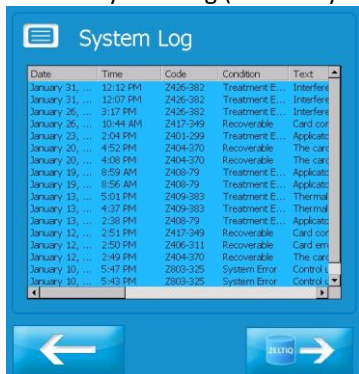 System Log
Date Time Code Condition Text
January 31, ... 12:12 PM Z426-382 Treatment E... Interfere
January 31, ... 12:07 PM Z426-382 Treatment E... Interfere
January 26, ... 3:17 PM Z426-382 Treatment E... Interfere
January 26, ... 10:44 AM Z417-349 Recoverable Card cor
January 23, ... 2:04 PM Z401-299 Treatment E... Applicato
January 20, ... 4:52 PM Z404-370 Recoverable The card
January 20, ... 4:08 PM Z404-370 Recoverable The card
January 19, ... 8:59 AM Z408-79 Treatment E... Applicato
January 19, ... 8:56 AM Z408-79 Treatment E... Applicato
January 13, ... 5:01 PM Z409-383 Treatment E... Thermal
January 13, ... 4:37 PM Z409-383 Treatment E... Thermal
January 13, ... 2:38 PM Z408-79 Treatment E... Applicato
January 12, ... 2:51 PM Z417-349 Recoverable Card cor
January 12, ... 2:50 PM Z406-311 Recoverable Card erro
January 12, ... 2:49 PM Z404-370 Recoverable The card
January 10, ... 5:47 PM Z803-325 System Error Control u
January 10, ... 5:43 PM Z803-325 System Error Control u
ZELTIQ